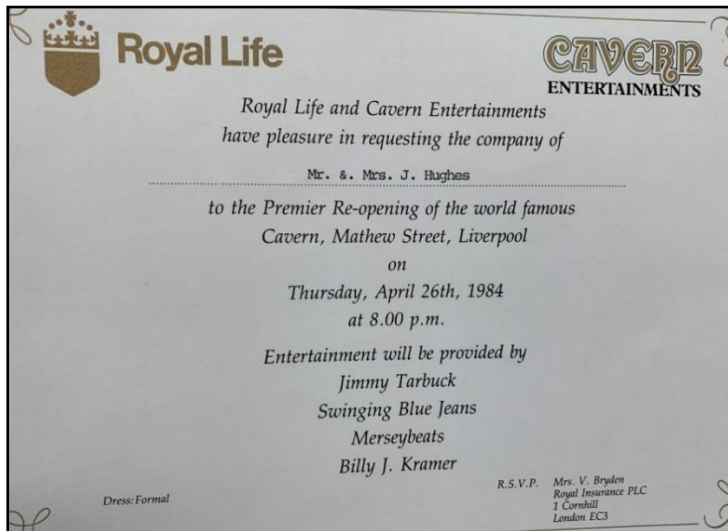 Royal Life
CAVERN
ENTERTAINMENTS
Royal Life and Cavern Entertainments
have pleasure in requesting the company of
Mr. &. Mrs. J. Hughes
to the Premier Re-opening of the world famous
Cavern, Mathew Street, Liverpool
on
Thursday, April 26th, 1984
at 8.00 p.m.
Entertainment will be provided by
Jimmy Tarbuck
Swinging Blue Jeans
Merseybeats
Billy J. Kramer
Dress: Formal
R.S.V.P. Mrs. V. Bryden
Royal Insurance PLC
1 Cornhill
London EC3